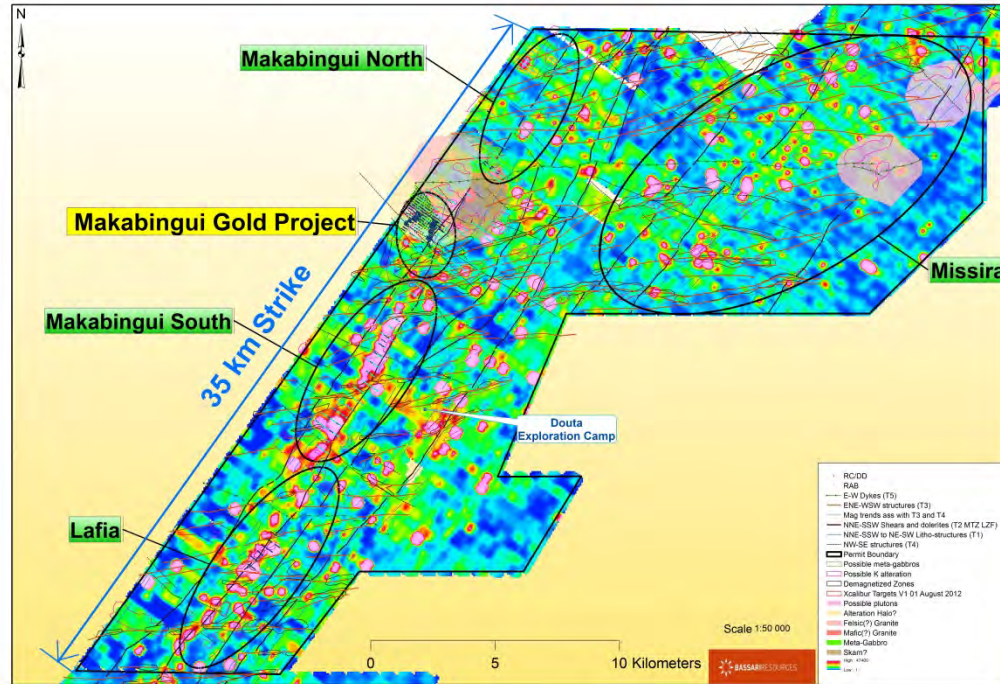 N
Makabingui North
Makabingui Gold Project
Missira
Makabingui South
35 km Strike
Douta
Exploration Camp
Lafia
RC/DD
RAB
E-W Dykes (T5)
ENE-WSW structures (T3)
Mag trends ass with T3 and T4
NNE-SSW Shears and dolerites (T2 MTZ LZF)
NNE-SSW to NE-SW Litho-structures (T1)
NW-SE structures (T4)
Permit Boundary
Possible meta-gabbros
Possible K alteration
Demagnetized Zones
Xcalibur Targets V1 01 August 2012
Possible plutons
Alteration Halo?
Felsic(?) Granite
Mafic(?) Granite
Meta-Gabbro
Skarn?
Low : 1
Scale 1:50 000
0 5 10 Kilometers
BASSARI RESOURCES